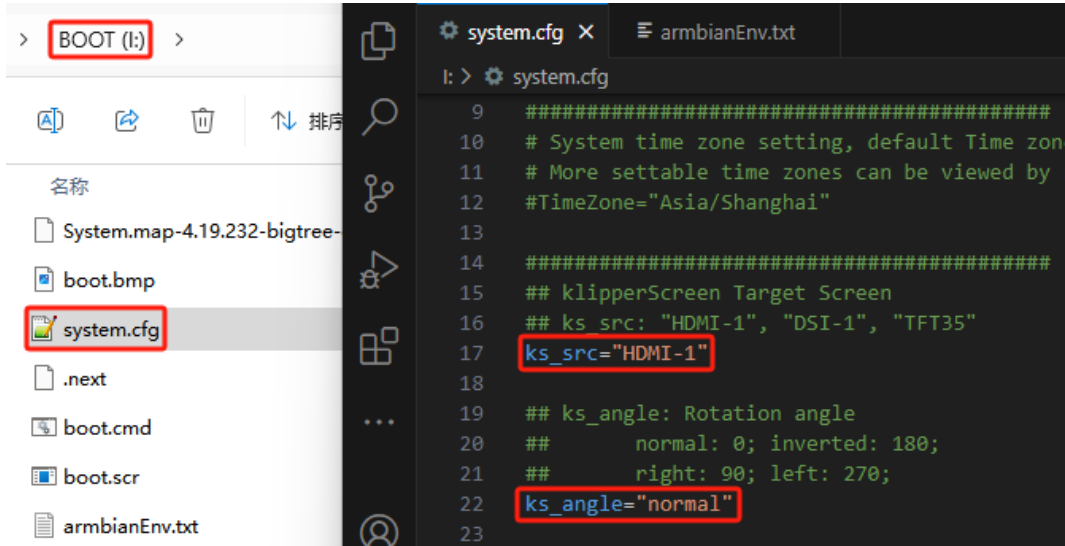 BOOT (I:)
排序
名称
System.map-4.19.232-bigtree-
boot.bmp
system.cfg
.next
boot.cmd
boot.scr
armbianEnv.txt
system.cfg
armbianEnv.txt
I: > system.cfg
9 ###########################################
10 # System time zone setting, default Time zon
11 # More settable time zones can be viewed by
12 #TimeZone="Asia/Shanghai"
13
14 ###########################################
15 ## klipperScreen Target Screen
16 ## ks_src: "HDMI-1", "DSI-1", "TFT35"
17 ks_src="HDMI-1"
18
19 ## ks_angle: Rotation angle
20 ##       normal: 0; inverted: 180;
21 ##       right: 90; left: 270;
22 ks_angle="normal"
23